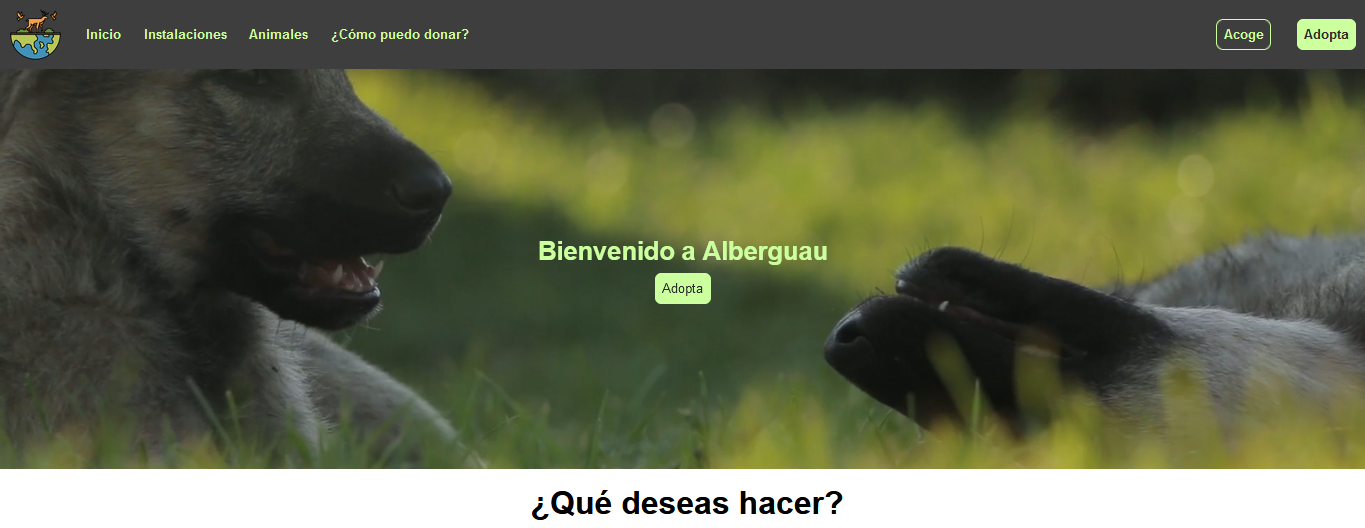 Inicio Instalaciones Animales ¿Cómo puedo donar? Acoge Adopta
Bienvenido a Alberguau
Adopta
¿Qué deseas hacer?